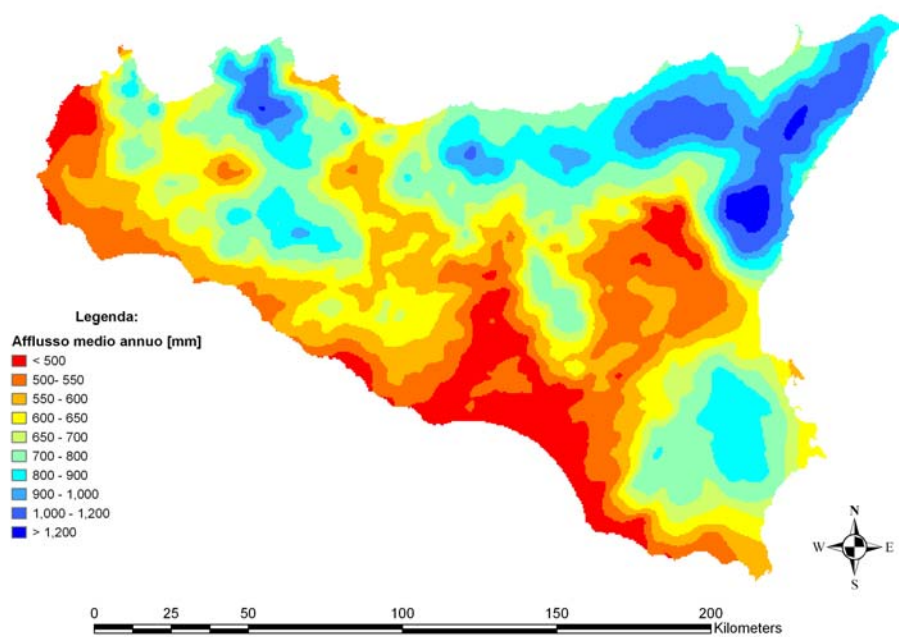 Legenda:
Afflusso medio annuo [mm]
< 500
500- 550
550 - 600
600 - 650
650 - 700
700 - 800
800 - 900
900 - 1,000
1,000 - 1,200
> 1,200
N
W E
S
0 25 50 100 150 200
Kilometers